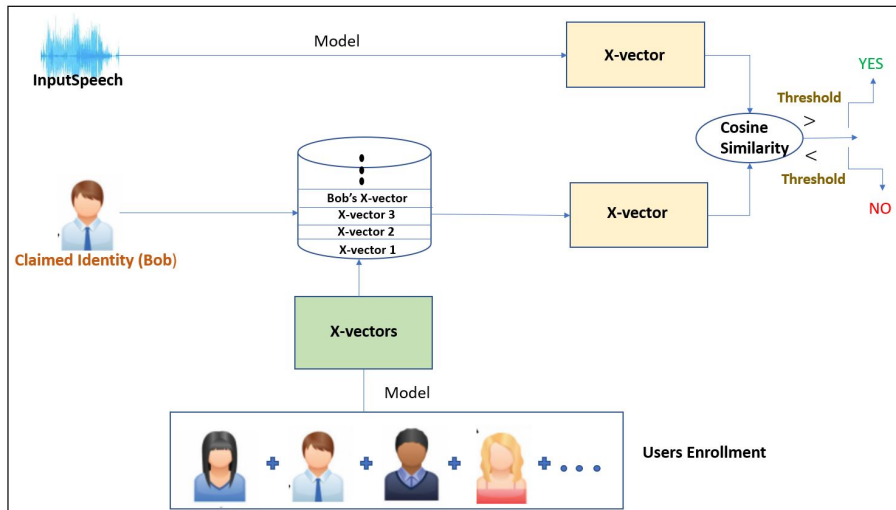 Model
X-vector
YES
InputSpeech
Threshold
>
Cosine
Similarity
<
Threshold
Bob's X-vector
X-vector 3
X-vector 2
X-vector 1
X-vector
NO
Claimed Identity (Bob)
X-vectors
Model
Users Enrollment